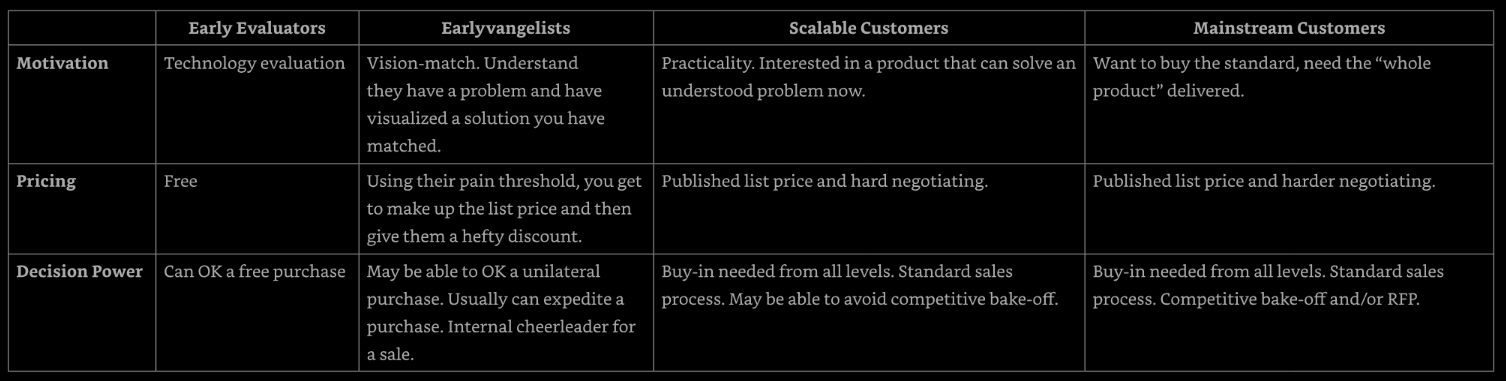 Early Evaluators Earlyvangelists Scalable Customers Mainstream Customers
Motivation
Technology evaluation
Vision-match. Understand
they have a problem and have
visualized a solution you have
matched.
Practicality. Interested in a product that can solve an
understood problem now.
Want to buy the standard, need the “whole
product” delivered.
Pricing
Free
Using their pain threshold, you get
to make up the list price and then
give them a hefty discount.
Published list price and hard negotiating.
Published list price and harder negotiating.
Decision Power
Can OK a free purchase
May be able to OK a unilateral
purchase. Usually can expedite a
purchase. Internal cheerleader for
a sale.
Buy-in needed from all levels. Standard sales
process. May be able to avoid competitive bake-off.
Buy-in needed from all levels. Standard sales
process. Competitive bake-off and/or RFP.